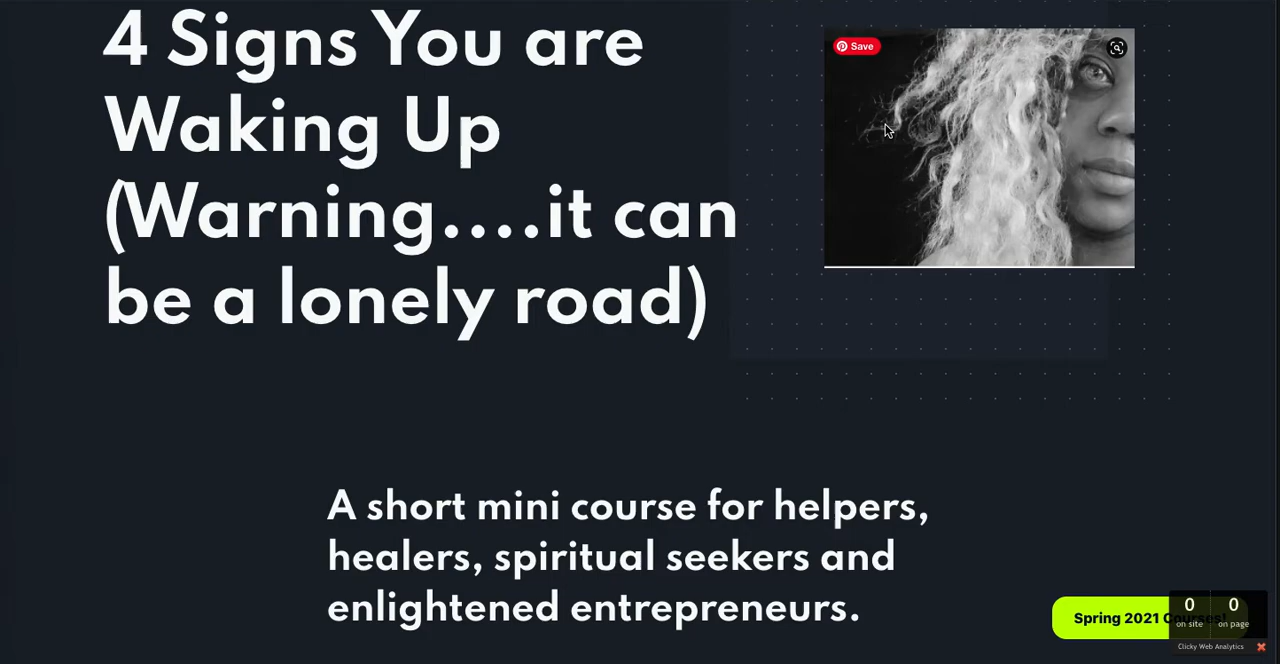 4 Signs You are
Waking Up
(Warning....it can
be a lonely road)
Save
A short mini course for helpers,
healers, spiritual seekers and
enlightened entrepreneurs.
Spring 2021 Courses!
0 0
on site on page
Clicky Web Analytics